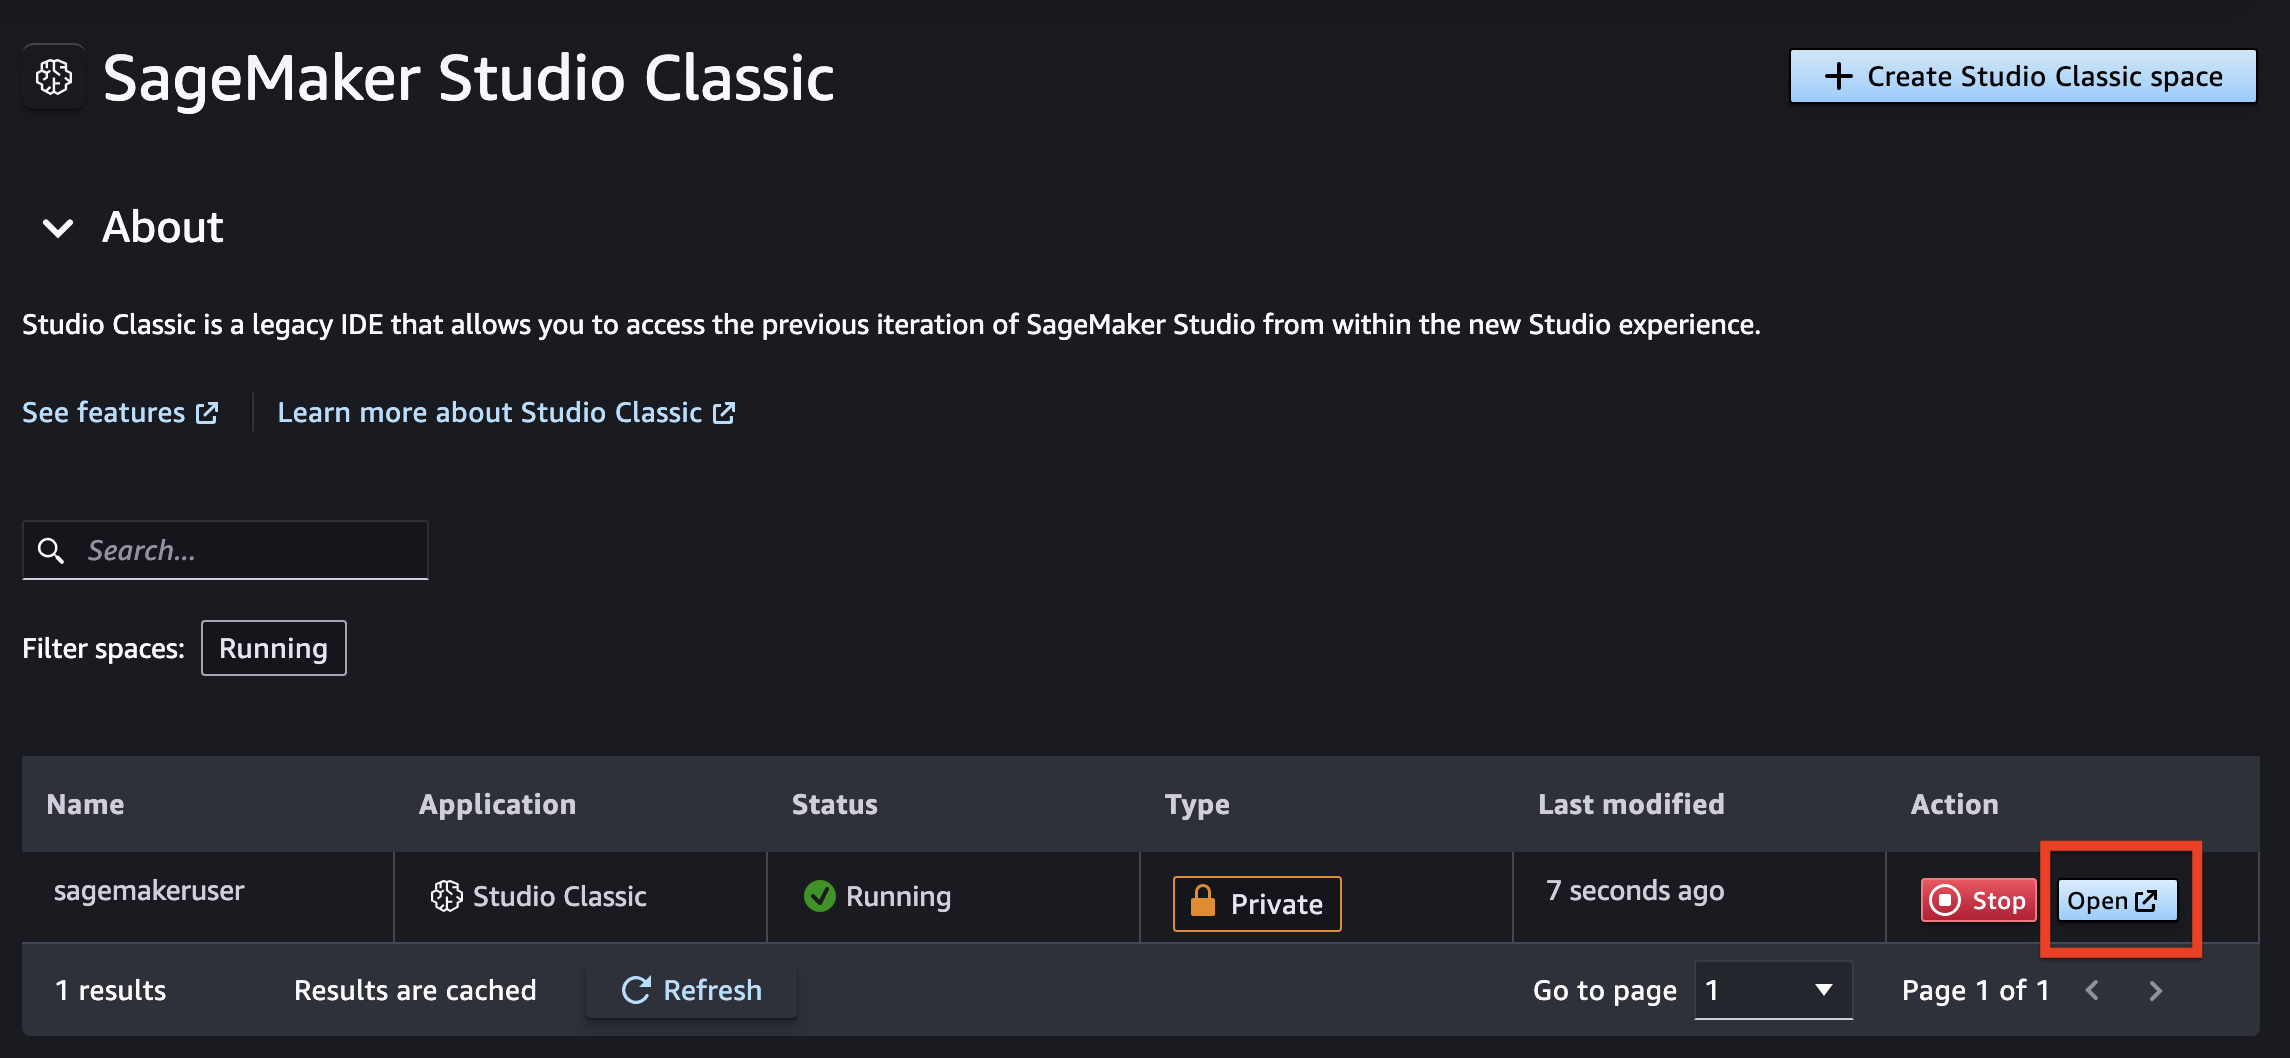 SageMaker Studio Classic
Create Studio Classic space
About
Studio Classic is a legacy IDE that allows you to access the previous iteration of SageMaker Studio from within the new Studio experience.
See features Learn more about Studio Classic
Search...
Filter spaces: Running
Name Application Status Type Last modified Action
sagemakeruser Studio Classic Running Private 7 seconds ago Stop Open
1 results Results are cached Refresh Go to page 1 Page 1 of 1